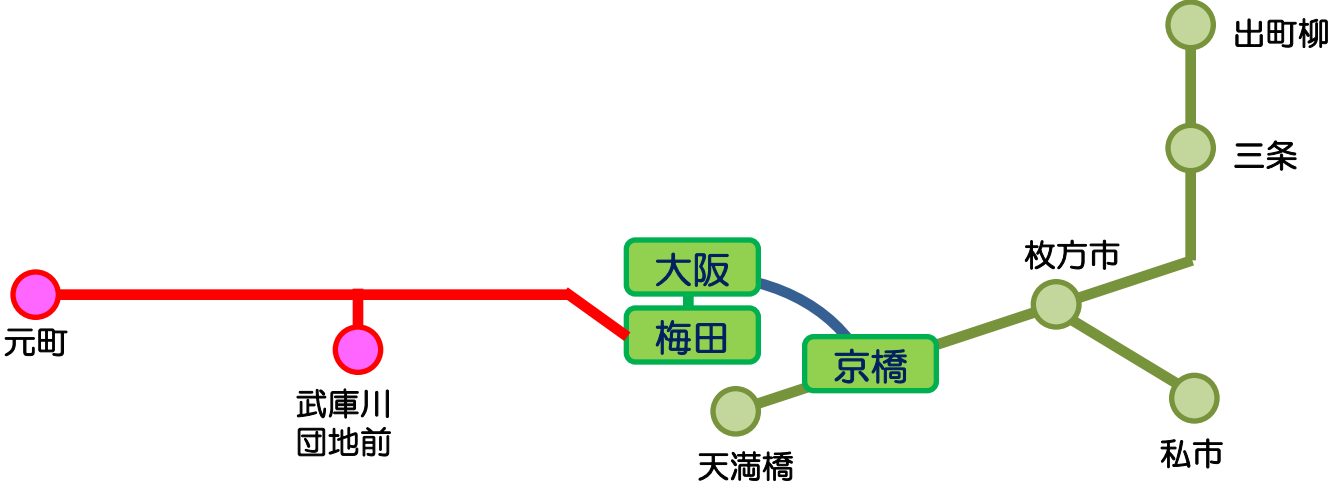 出町柳
三条
枚方市
大阪
梅田
元町
京橋
武庫川
団地前
天満橋
私市